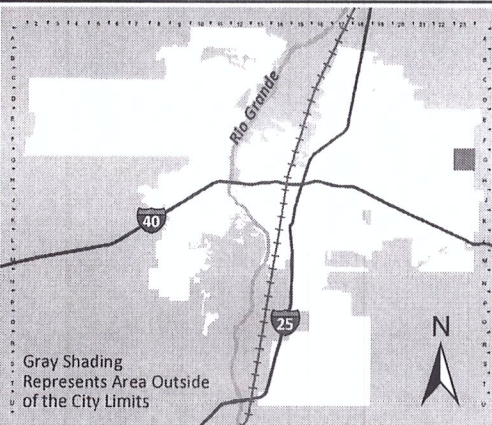 Rio Grande
40
25
N
Gray Shading
Represents Area Outside
of the City Limits